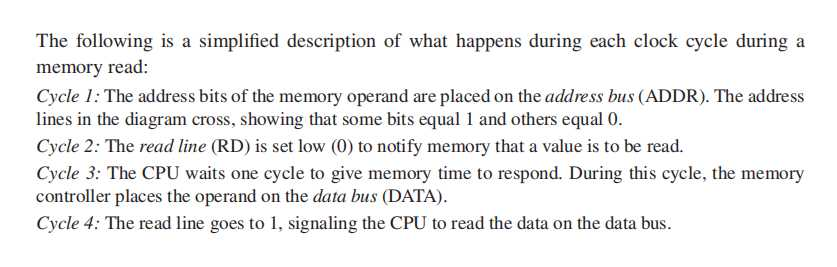 The following is a simplified description of what happens during each clock cycle during a
memory read:
Cycle 1: The address bits of the memory operand are placed on the address bus (ADDR). The address
lines in the diagram cross, showing that some bits equal 1 and others equal 0.
Cycle 2: The read line (RD) is set low (0) to notify memory that a value is to be read.
Cycle 3: The CPU waits one cycle to give memory time to respond. During this cycle, the memory
controller places the operand on the data bus (DATA).
Cycle 4: The read line goes to 1, signaling the CPU to read the data on the data bus.